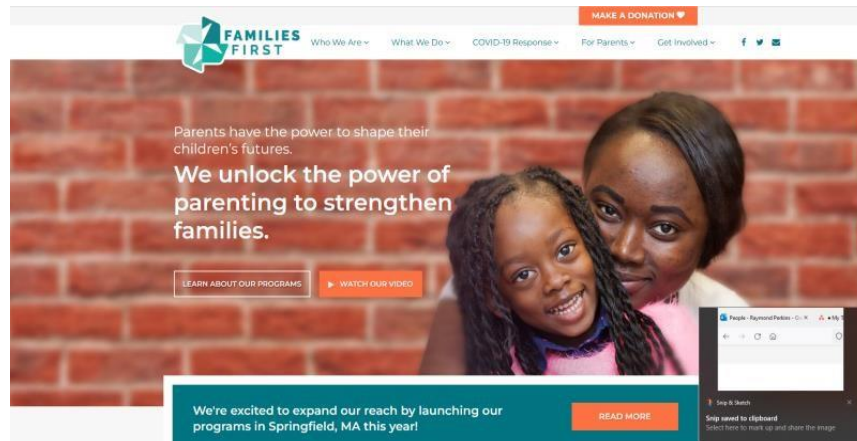 MAKE A DONATION
FAMILIES
FIRST
Who We Are
What We Do
COVID-19 Response
For Parents
Get Involved
Parents have the power to shape their
children's futures.
We unlock the power of
parenting to strengthen
families.
LEARN ABOUT OUR PROGRAMS
WATCH OUR VIDEO
People - Raymond Perkins -
My
Snip & Sketch
Snip saved to clipboard
Select here to mark up and share the image
We're excited to expand our reach by launching our
programs in Springfield, MA this year!
READ MORE